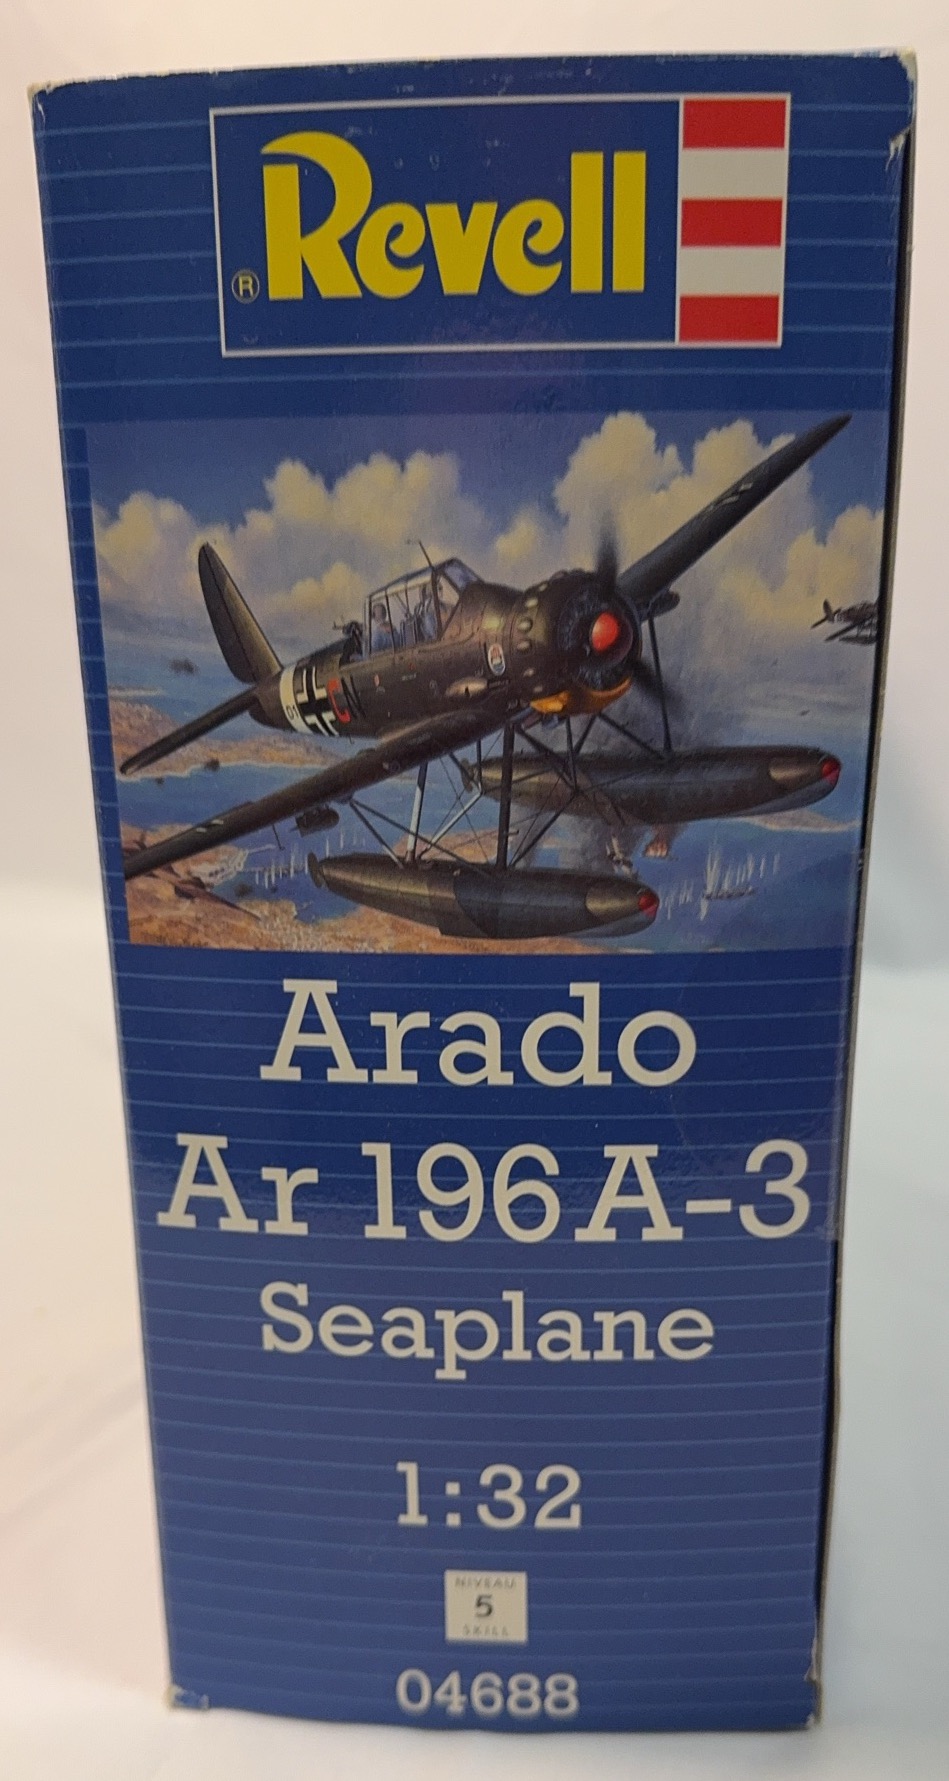 Revell
®
Arado
Ar 196 A-3
Seaplane
1:32
NIVEAU
5
SKILL
04688